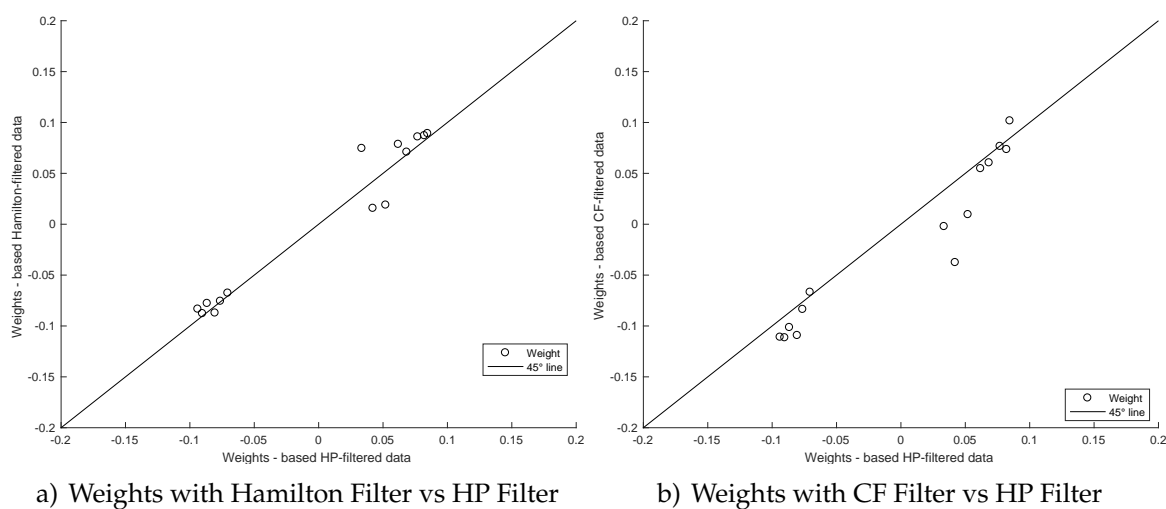 0.2
0.15
0.1
0.05
0
-0.05
-0.1
-0.15
-0.2
Weights - based Hamilton-filtered data
-0.2 -0.15 -0.1 -0.05 0 0.05 0.1 0.15 0.2
Weights - based HP-filtered data
Weight
45° line
a) Weights with Hamilton Filter vs HP Filter
0.2
0.15
0.1
0.05
0
-0.05
-0.1
-0.15
-0.2
Weights - based CF-filtered data
-0.2 -0.15 -0.1 -0.05 0 0.05 0.1 0.15 0.2
Weights - based HP-filtered data
Weight
45° line
b) Weights with CF Filter vs HP Filter